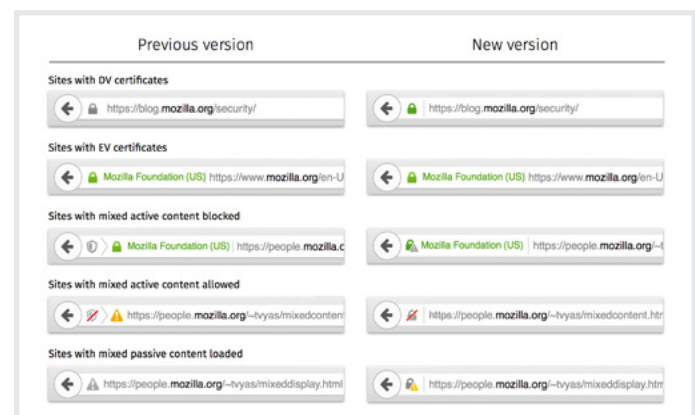 Previous version New version
Sites with DV certificates
https://blog.mozilla.org/security/ https://blog.mozilla.org/security/
Sites with EV certificates
Mozilla Foundation (US) https://www.mozilla.org/en-U Mozilla Foundation (US) https://www.mozilla.org/en-U
Sites with mixed active content blocked
Mozilla Foundation (US) https://people.mozilla.c Mozilla Foundation (US) https://people.mozilla.org/~t
Sites with mixed active content allowed
https://people.mozilla.org/~tvyas/mixedconten https://people.mozilla.org/~tvyas/mixedcontent.htr
Sites with mixed passive content loaded
https://people.mozilla.org/~tvyas/mixeddisplay.html https://people.mozilla.org/~tvyas/mixeddisplay.htm